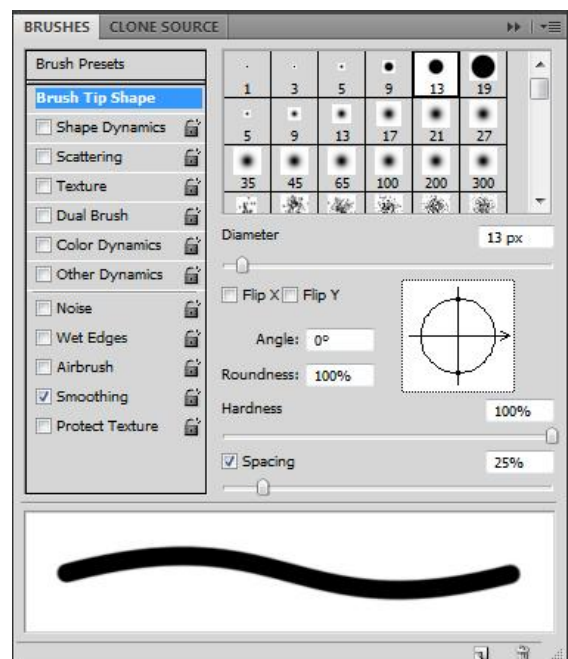 BRUSHES CLONE SOURCE
Brush Presets
Brush Tip Shape
Shape Dynamics
Scattering
Texture
Dual Brush
Color Dynamics
Other Dynamics
Noise
Wet Edges
Airbrush
Smoothing
Protect Texture
1 3 5 9 13 19
5 9 13 17 21 27
35 45 65 100 200 300
Diameter 13 px
Flip X Flip Y
Angle: 0°
Roundness: 100%
Hardness 100%
Spacing 25%